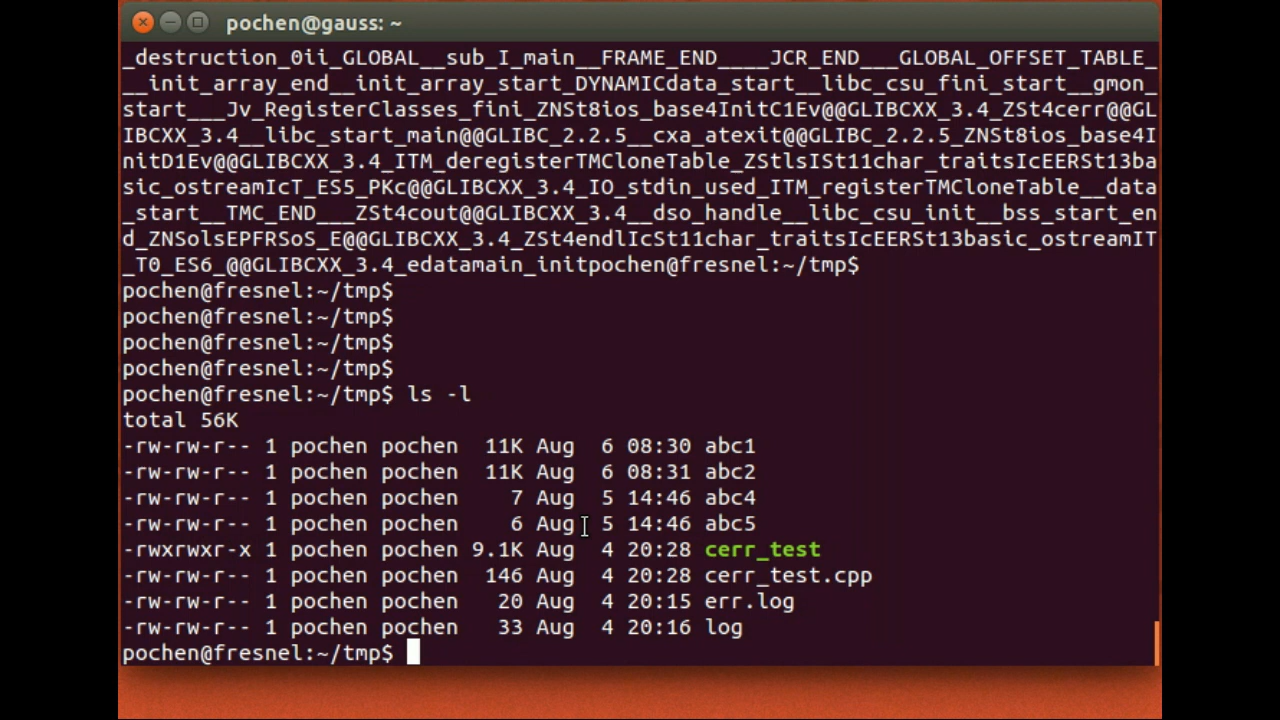 pochen@gauss: ~
_destruction_0ii_GLOBAL__sub_I_main__FRAME_END____JCR_END___GLOBAL_OFFSET_TABLE_
__init_array_end__init_array_start_DYNAMICdata_start__libc_csu_fini_start__gmon_
start___Jv_RegisterClasses_fini_ZNSt8ios_base4InitC1Ev@@GLIBCXX_3.4_ZSt4cerr@@GL
IBCXX_3.4__libc_start_main@@GLIBC_2.2.5__cxa_atexit@@GLIBC_2.2.5_ZNSt8ios_base4I
nitD1Ev@@GLIBCXX_3.4_ITM_deregisterTMCloneTable_ZStlsISt11char_traitsIcEERSt13ba
sic_ostreamIcT_ES5_PKc@@GLIBCXX_3.4_IO_stdin_used_ITM_registerTMCloneTable__data
_start__TMC_END___ZSt4cout@@GLIBCXX_3.4__dso_handle__libc_csu_init__bss_start_en
d_ZNSolsEPFRSoS_E@@GLIBCXX_3.4_ZSt4endlIcSt11char_traitsIcEERSt13basic_ostreamIT
_T0_ES6_@@GLIBCXX_3.4_edatamain_initpochen@fresnel:~/tmp$
pochen@fresnel:~/tmp$
pochen@fresnel:~/tmp$
pochen@fresnel:~/tmp$
pochen@fresnel:~/tmp$
pochen@fresnel:~/tmp$ ls -l
total 56K
-rw-rw-r-- 1 pochen pochen  11K Aug  6 08:30 abc1
-rw-rw-r-- 1 pochen pochen  11K Aug  6 08:31 abc2
-rw-rw-r-- 1 pochen pochen    7 Aug  5 14:46 abc4
-rw-rw-r-- 1 pochen pochen    6 Aug  5 14:46 abc5
-rwxrwxr-x 1 pochen pochen 9.1K Aug  4 20:28 cerr_test
-rw-rw-r-- 1 pochen pochen  146 Aug  4 20:28 cerr_test.cpp
-rw-rw-r-- 1 pochen pochen   20 Aug  4 20:15 err.log
-rw-rw-r-- 1 pochen pochen   33 Aug  4 20:16 log
pochen@fresnel:~/tmp$